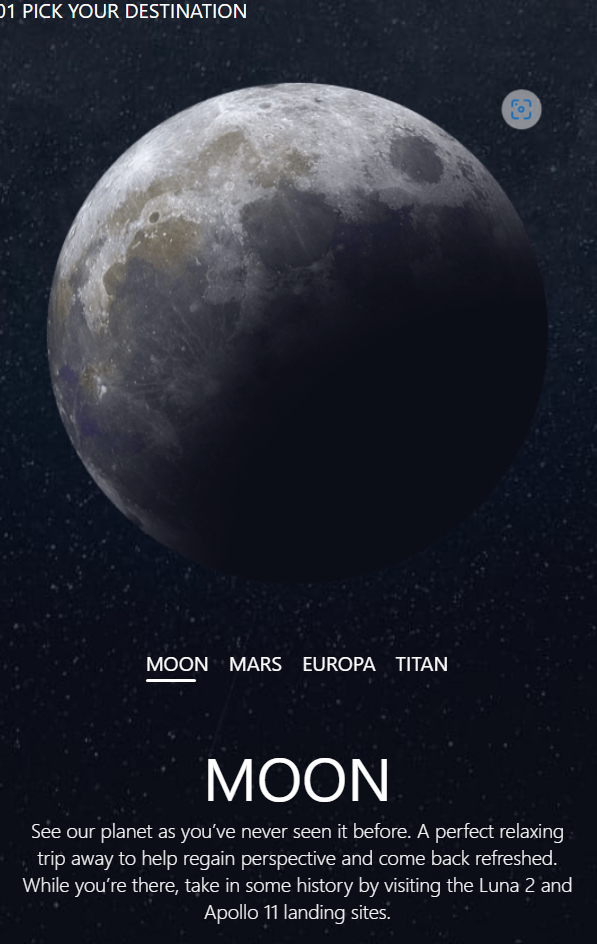 01 PICK YOUR DESTINATION
MOON MARS EUROPA TITAN
MOON
See our planet as you’ve never seen it before. A perfect relaxing
trip away to help regain perspective and come back refreshed.
While you’re there, take in some history by visiting the Luna 2 and
Apollo 11 landing sites.